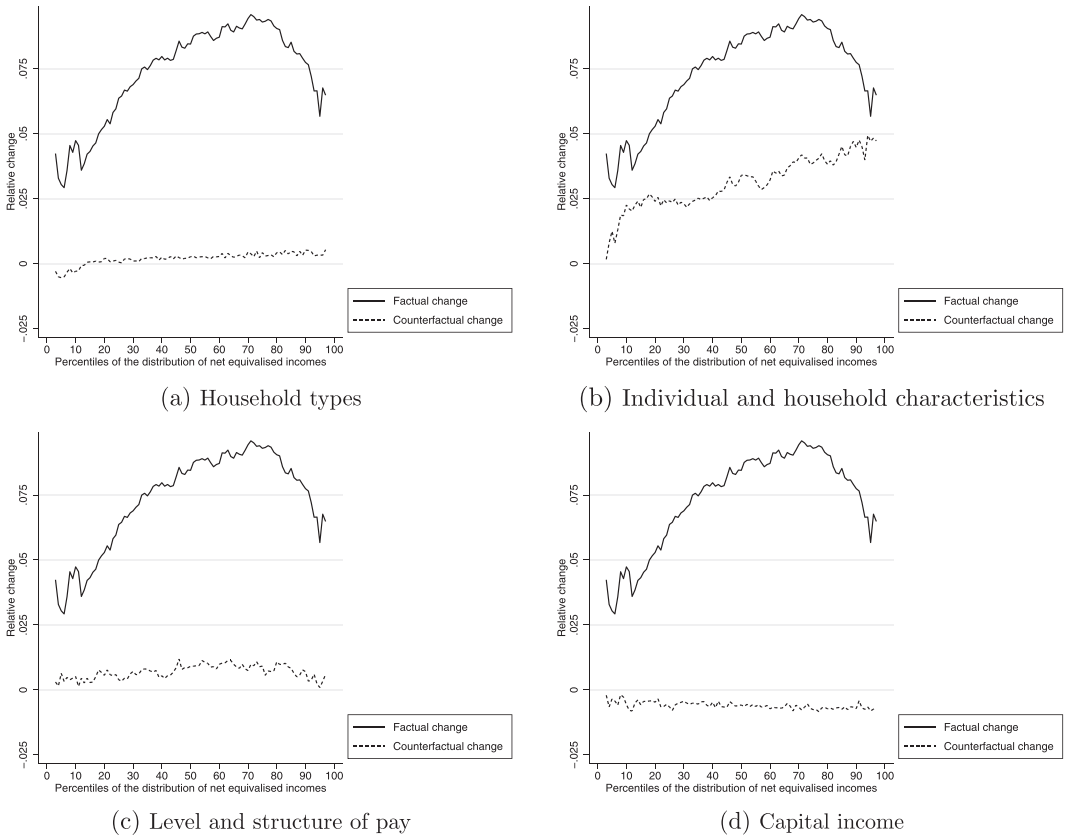 Relative change
.075
.05
.025
0
-.025
0 10 20 30 40 50 60 70 80 90 100
Percentiles of the distribution of net equivalised incomes
Factual change
Counterfactual change
(a) Household types
Relative change
.075
.05
.025
0
-.025
0 10 20 30 40 50 60 70 80 90 100
Percentiles of the distribution of net equivalised incomes
Factual change
Counterfactual change
(b) Individual and household characteristics
Relative change
.075
.05
.025
0
-.025
0 10 20 30 40 50 60 70 80 90 100
Percentiles of the distribution of net equivalised incomes
Factual change
Counterfactual change
(c) Level and structure of pay
Relative change
.075
.05
.025
0
-.025
0 10 20 30 40 50 60 70 80 90 100
Percentiles of the distribution of net equivalised incomes
Factual change
Counterfactual change
(d) Capital income